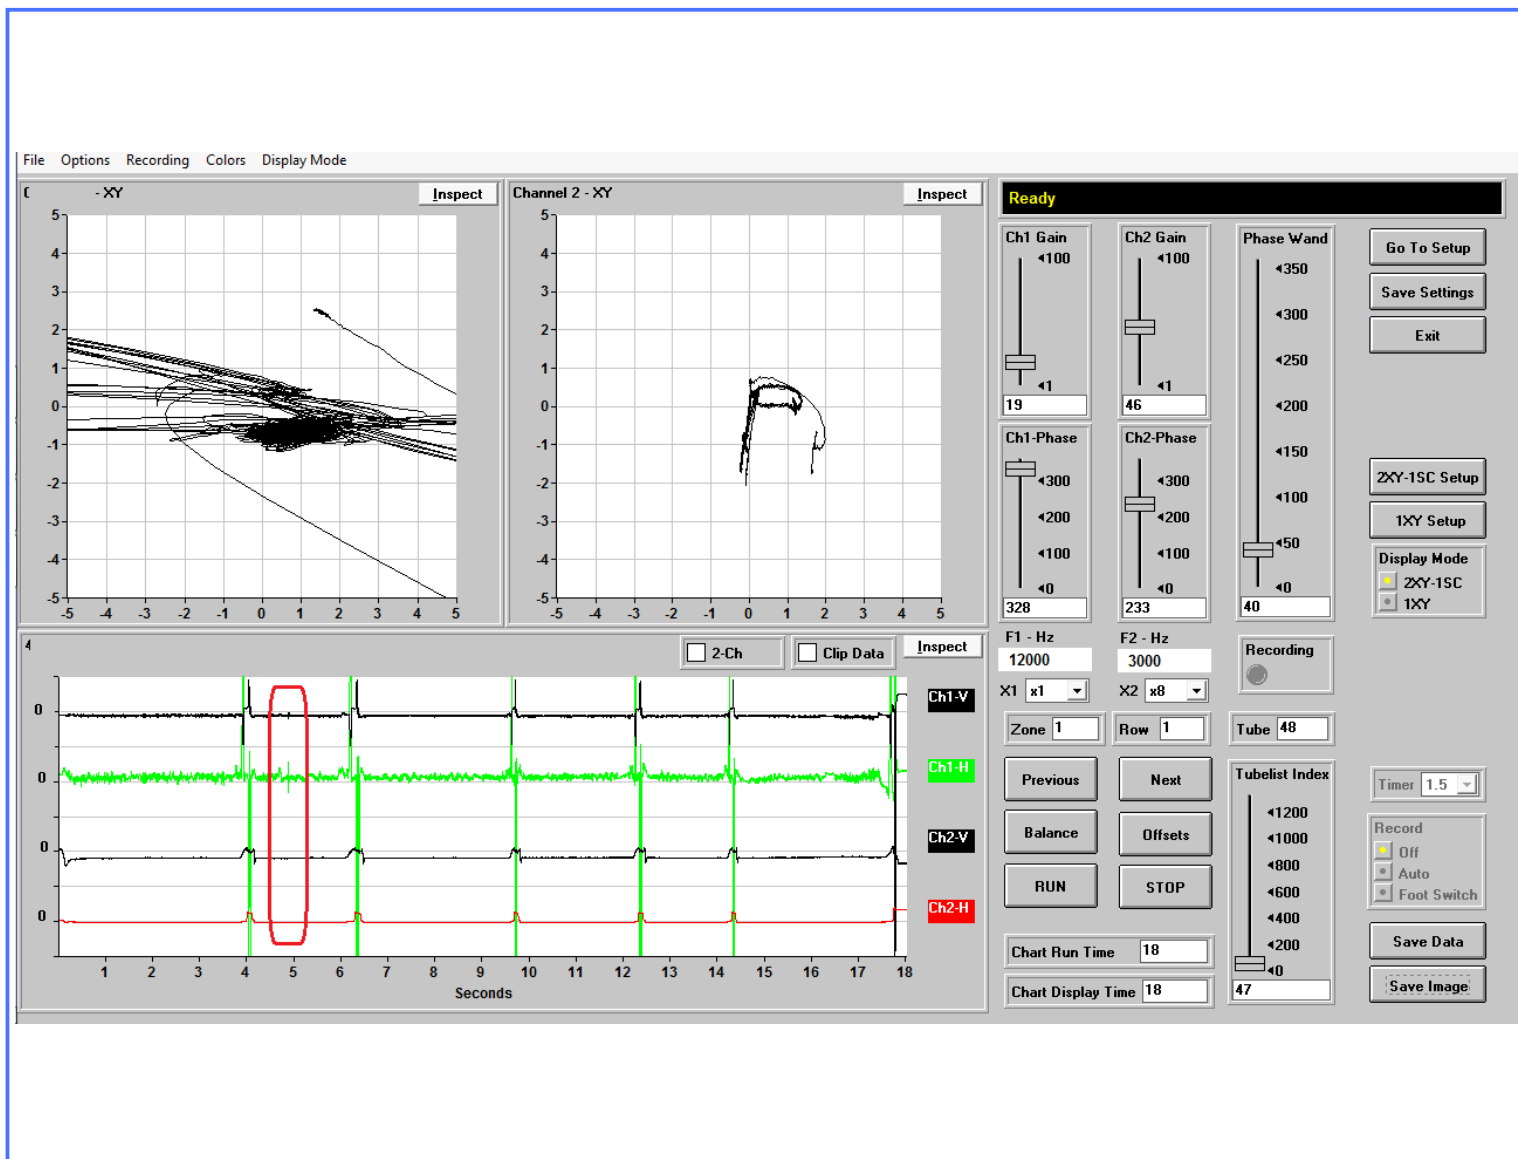 File Options Recording Colors Display Mode
- XY
Inspect
5
4
3
2
1
0
-1
-2
-3
-4
-5
-5 -4 -3 -2 -1 0 1 2 3 4 5
Channel 2 - XY
Inspect
5
4
3
2
1
0
-1
-2
-3
-4
-5
-5 -4 -3 -2 -1 0 1 2 3 4 5
2-Ch
Clip Data
Inspect
0
0
0
0
Ch1-V
Ch1-H
Ch2-V
Ch2-H
1 2 3 4 5 6 7 8 9 10 11 12 13 14 15 16 17 18
Seconds
Ready
Ch1 Gain
100
1
19
Ch2 Gain
100
1
46
Phase Wand
350
300
250
200
150
100
50
0
40
Ch1-Phase
300
200
100
0
328
Ch2-Phase
300
200
100
0
233
Go To Setup
Save Settings
Exit
2XY-1SC Setup
1XY Setup
Display Mode
2XY-1SC
1XY
F1 - Hz
12000
F2 - Hz
3000
Recording
X1 x1
X2 x8
Zone 1
Row 1
Tube 48
Previous
Next
Balance
Offsets
RUN
STOP
Tubelist Index
1200
1000
800
600
400
200
0
47
Timer 1.5
Record
Off
Auto
Foot Switch
Chart Run Time 18
Chart Display Time 18
Save Data
Save Image